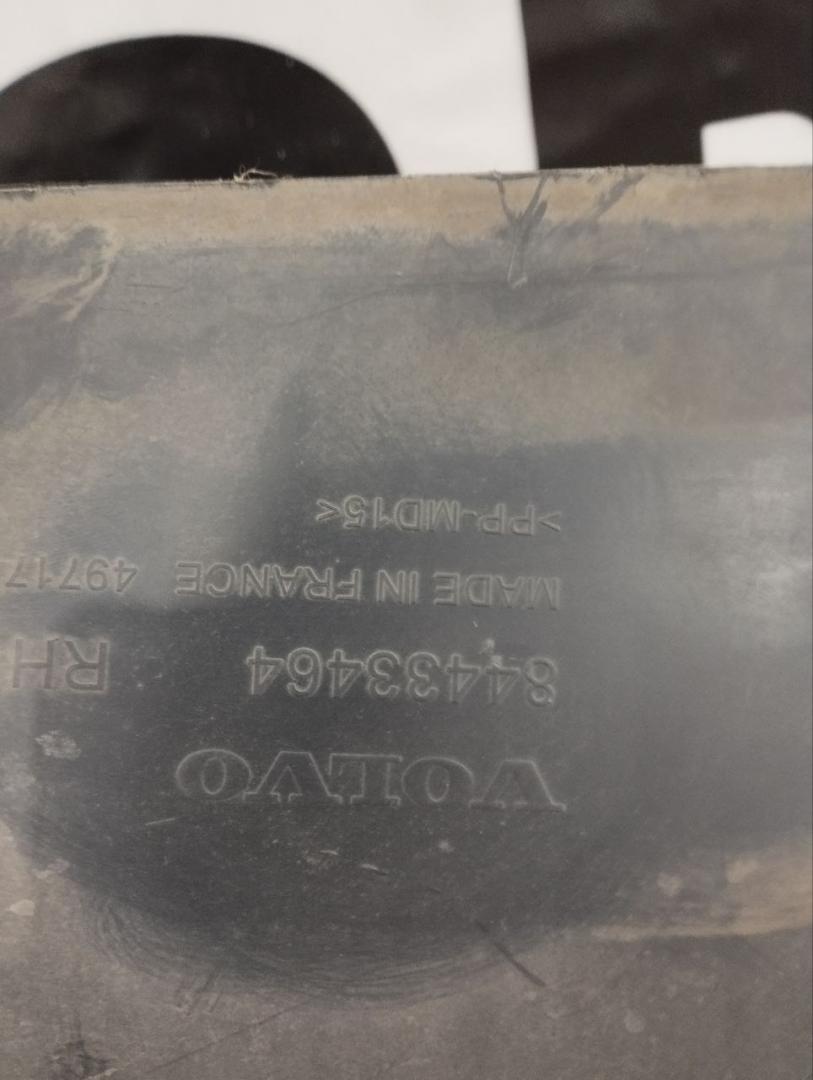 VOLVO
84433464 RH
MADE IN FRANCE 49717
>PP-MD15<